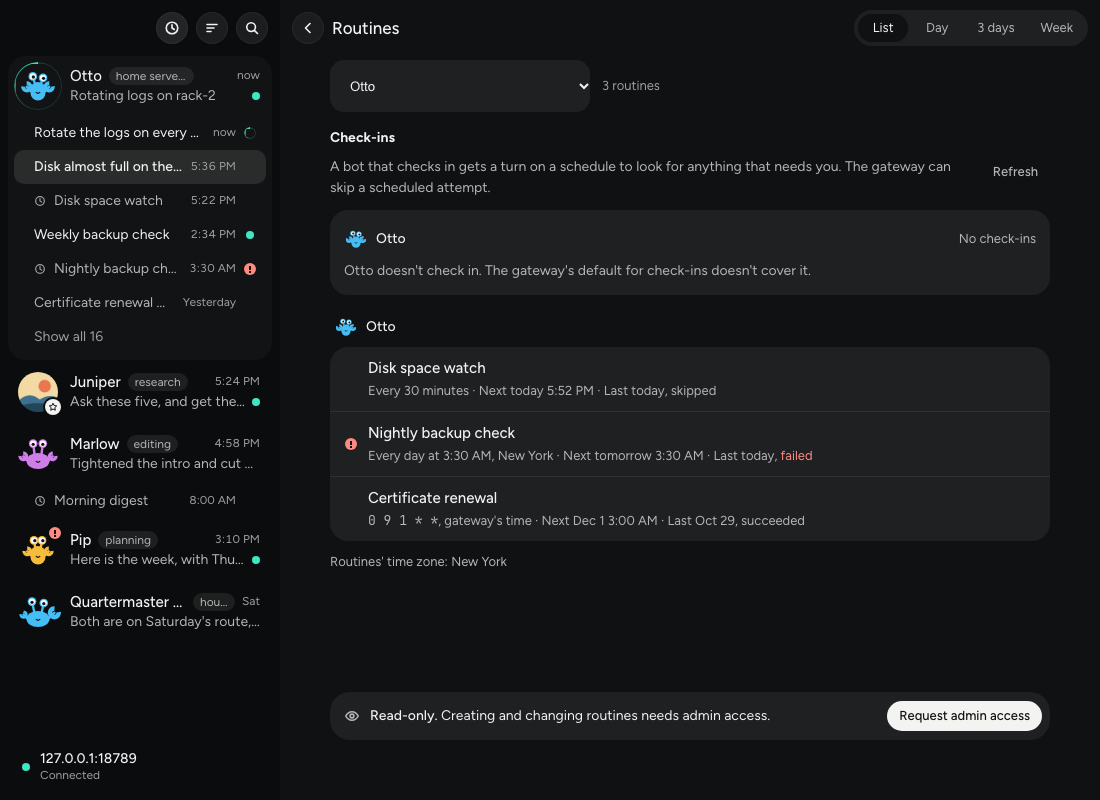 Routines
List
Day
3 days
Week
Otto
home serve...
now
Rotating logs on rack-2
Rotate the logs on every ...
now
Disk almost full on the...
5:36 PM
Disk space watch
5:22 PM
Weekly backup check
2:34 PM
Nightly backup ch...
3:30 AM
Certificate renewal ...
Yesterday
Show all 16
Juniper
research
5:24 PM
Ask these five, and get the...
Marlow
editing
4:58 PM
Tightened the intro and cut ...
Morning digest
8:00 AM
Pip
planning
3:10 PM
Here is the week, with Thu...
Quartermaster ...
hou...
Sat
Both are on Saturday's route,...
127.0.0.1:18789
Connected
Otto
3 routines
Check-ins
A bot that checks in gets a turn on a schedule to look for anything that needs you. The gateway can
skip a scheduled attempt.
Refresh
Otto
No check-ins
Otto doesn't check in. The gateway's default for check-ins doesn't cover it.
Otto
Disk space watch
Every 30 minutes · Next today 5:52 PM · Last today, skipped
Nightly backup check
Every day at 3:30 AM, New York · Next tomorrow 3:30 AM · Last today, failed
Certificate renewal
0 9 1 * *, gateway's time · Next Dec 1 3:00 AM · Last Oct 29, succeeded
Routines' time zone: New York
Read-only. Creating and changing routines needs admin access.
Request admin access